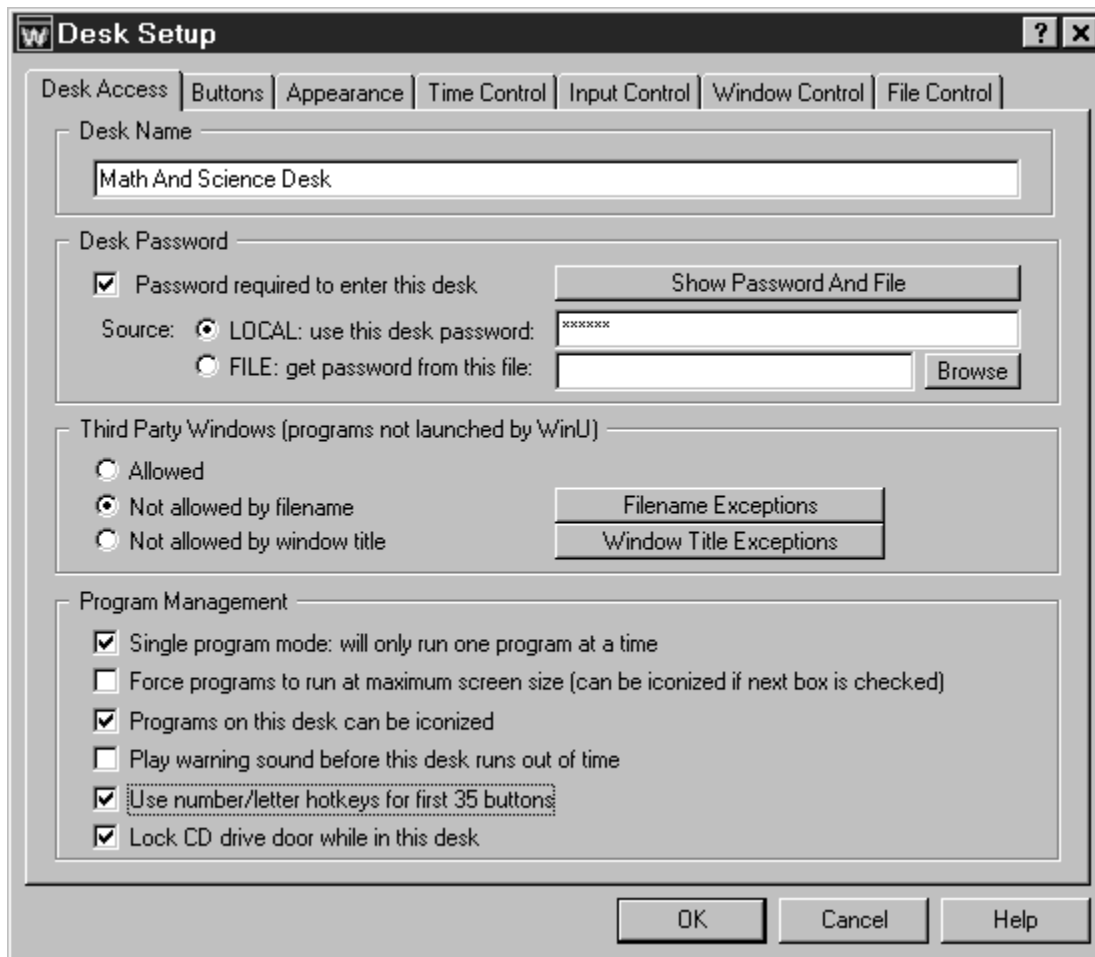 W Desk Setup ? ×
Desk Access Buttons Appearance Time Control Input Control Window Control File Control
Desk Name
Math And Science Desk
Desk Password
Password required to enter this desk Show Password And File
Source: LOCAL: use this desk password: ******
FILE: get password from this file: Browse
Third Party Windows (programs not launched by WinU)
Allowed
Not allowed by filename Filename Exceptions
Not allowed by window title Window Title Exceptions
Program Management
Single program mode: will only run one program at a time
Force programs to run at maximum screen size (can be iconized if next box is checked)
Programs on this desk can be iconized
Play warning sound before this desk runs out of time
Use number/letter hotkeys for first 35 buttons
Lock CD drive door while in this desk
OK Cancel Help